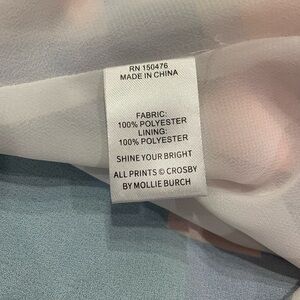 RN 150476
MADE IN CHINA
FABRIC:
100% POLYESTER
LINING:
100% POLYESTER
SHINE YOUR BRIGHT
ALL PRINTS © CROSBY
BY MOLLIE BURCH